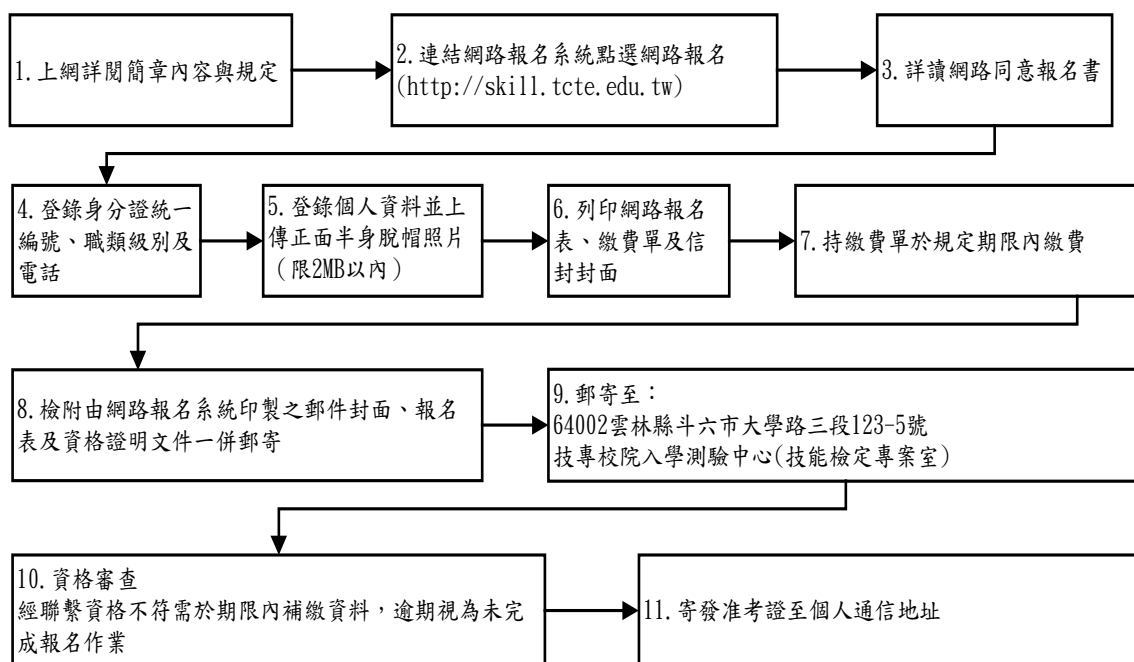 1.上網詳閱簡章內容與規定
2.連結網路報名系統點選網路報名
(http://skill.tcte.edu.tw)
3.詳讀網路同意報名書
4.登錄身分證統一
編號、職類級別及
電話
5.登錄個人資料並上
傳正面半身脫帽照片
（限2MB以內）
6.列印網路報名
表、繳費單及信
封封面
7.持繳費單於規定期限內繳費
8.檢附由網路報名系統印製之郵件封面、報名
表及資格證明文件一併郵寄
9.郵寄至：
64002雲林縣斗六市大學路三段123-5號
技專校院入學測驗中心(技能檢定專案室)
10.資格審查
經聯繫資格不符需於期限內補繳資料，逾期視為未完
成報名作業
11.寄發准考證至個人通信地址